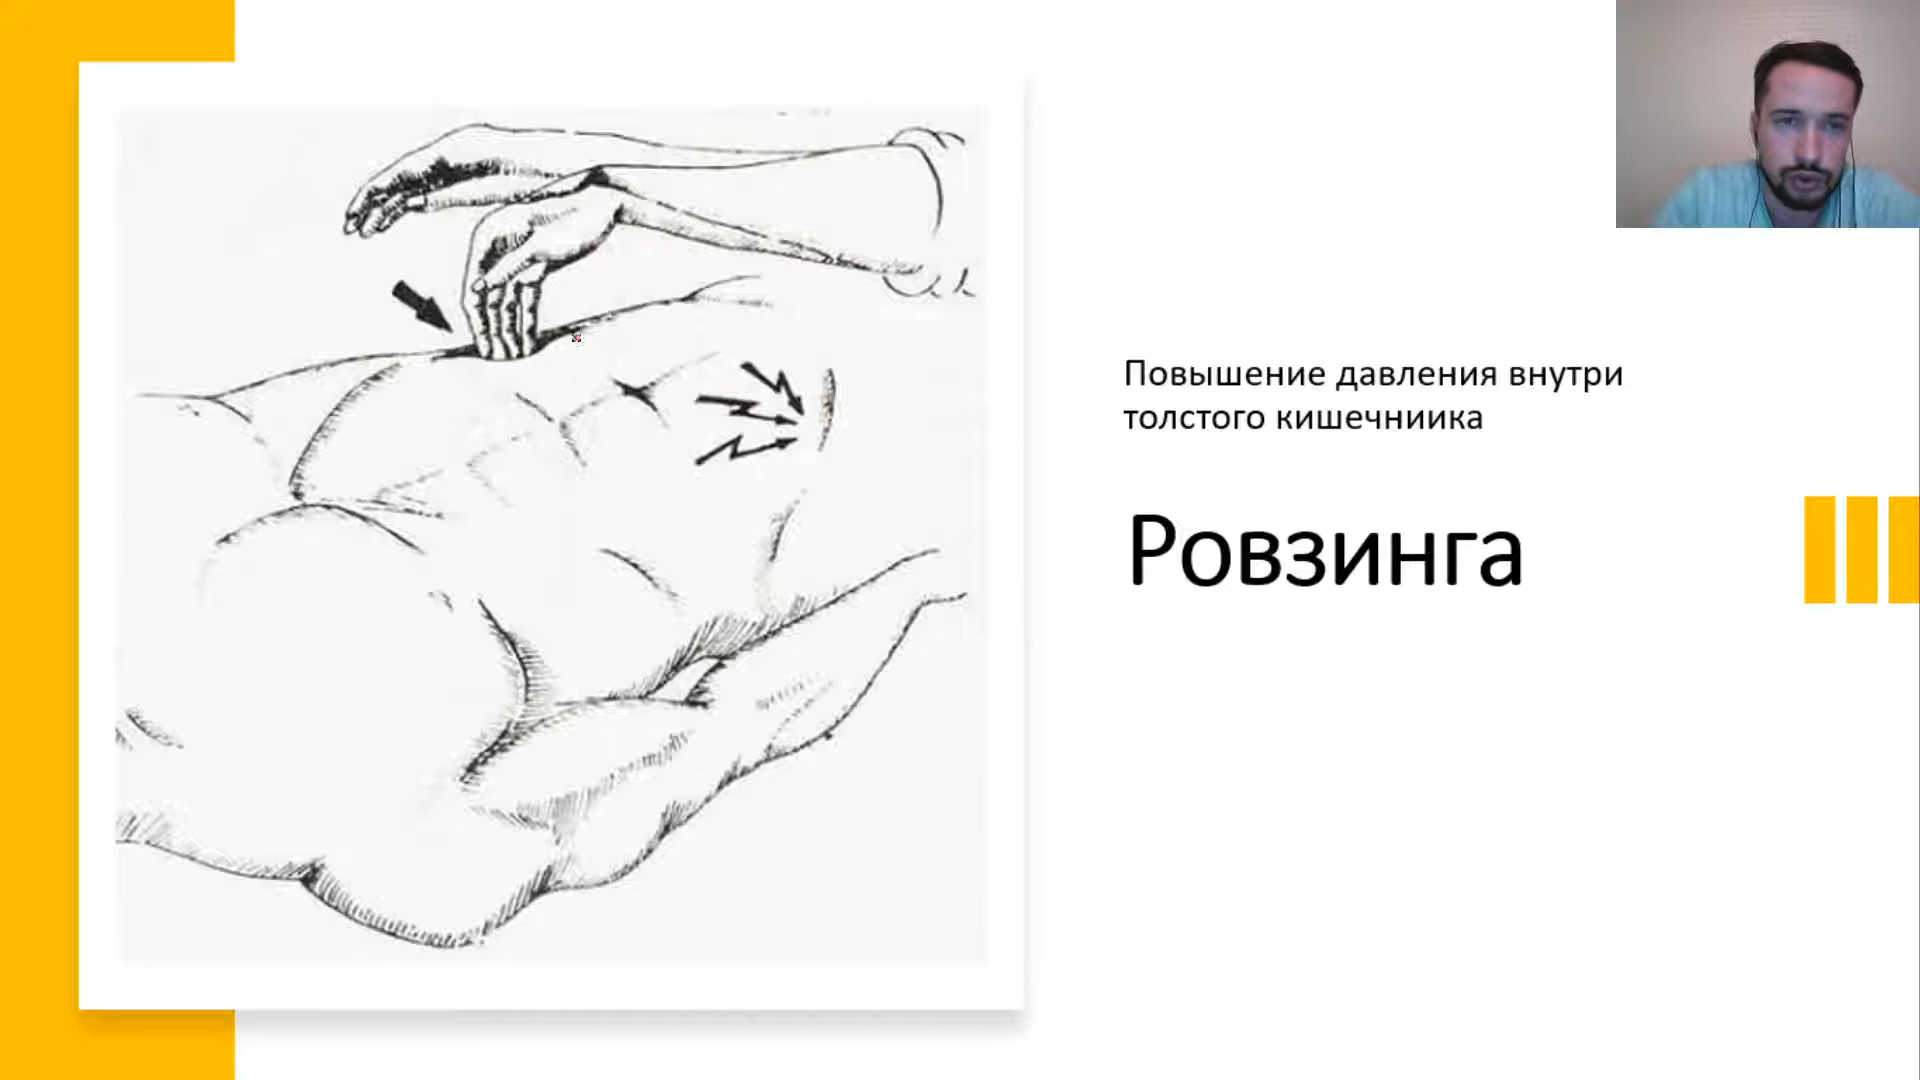 Повышение давления внутри
толстого кишечниика
Ровзинга